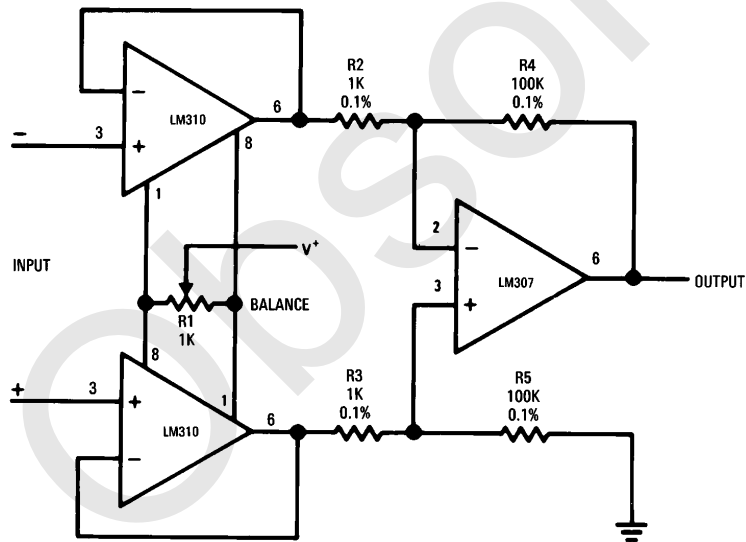 R2
1K
0.1%
R4
100K
0.1%
−
6
LM310
−
3
+
8
1
2
−
6
V+
INPUT
LM307
OUTPUT
3
+
BALANCE
R1
1K
8
+
3
+
1
LM310
6
−
R3
1K
0.1%
R5
100K
0.1%
Obso